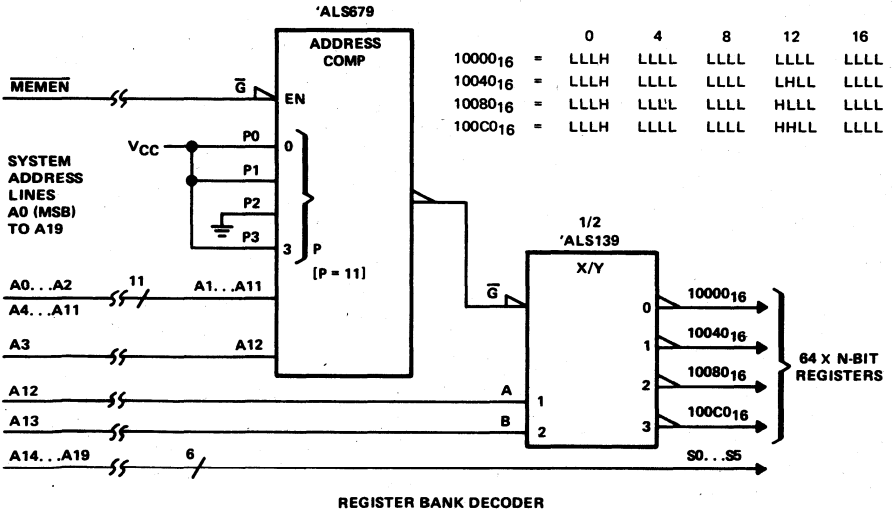 'ALS679
ADDRESS
COMP
MEMEN
G
EN
VCC
P0
0
P1
P2
P3
3
P
[P = 11]
SYSTEM
ADDRESS
LINES
A0 (MSB)
TO A19
A0. . .A2
11
A1. . .A11
A4. . .A11
A3
A12
A12
A
1
A13
B
2
A14. . .A19
6
S0. . .S5
0 4 8 12 16
10000₁₆ = LLLH LLLL LLLL LLLL LLLL
10040₁₆ = LLLH LLLL LLLL LHLL LLLL
10080₁₆ = LLLH LLLL LLLL HLLL LLLL
100C0₁₆ = LLLH LLLL LLLL HHLL LLLL
1/2
'ALS139
X/Y
G
0
10000₁₆
1
10040₁₆
2
10080₁₆
3
100C0₁₆
64 X N-BIT
REGISTERS
REGISTER BANK DECODER